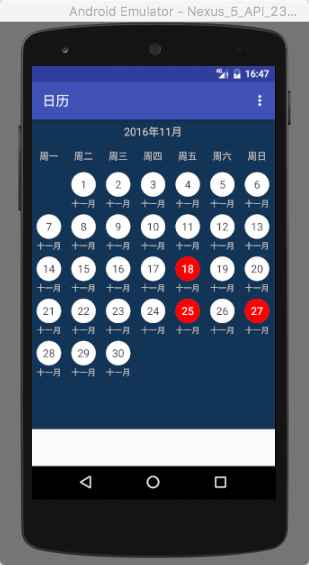 Android Emulator - Nexus_5_API_23...
4G 16:47
日历
2016年11月
周一 周二 周三 周四 周五 周六 周日
1 2 3 4 5 6
十一月 十一月 十一月 十一月 十一月 十一月
7 8 9 10 11 12 13
十一月 十一月 十一月 十一月 十一月 十一月 十一月
14 15 16 17 18 19 20
十一月 十一月 十一月 十一月 十一月 十一月 十一月
21 22 23 24 25 26 27
十一月 十一月 十一月 十一月 十一月 十一月 十一月
28 29 30
十一月 十一月 十一月